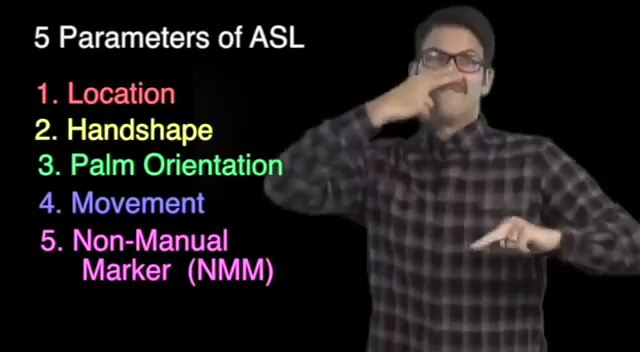 5 Parameters of ASL
1. Location
2. Handshape
3. Palm Orientation
4. Movement
5. Non-Manual
Marker (NMM)